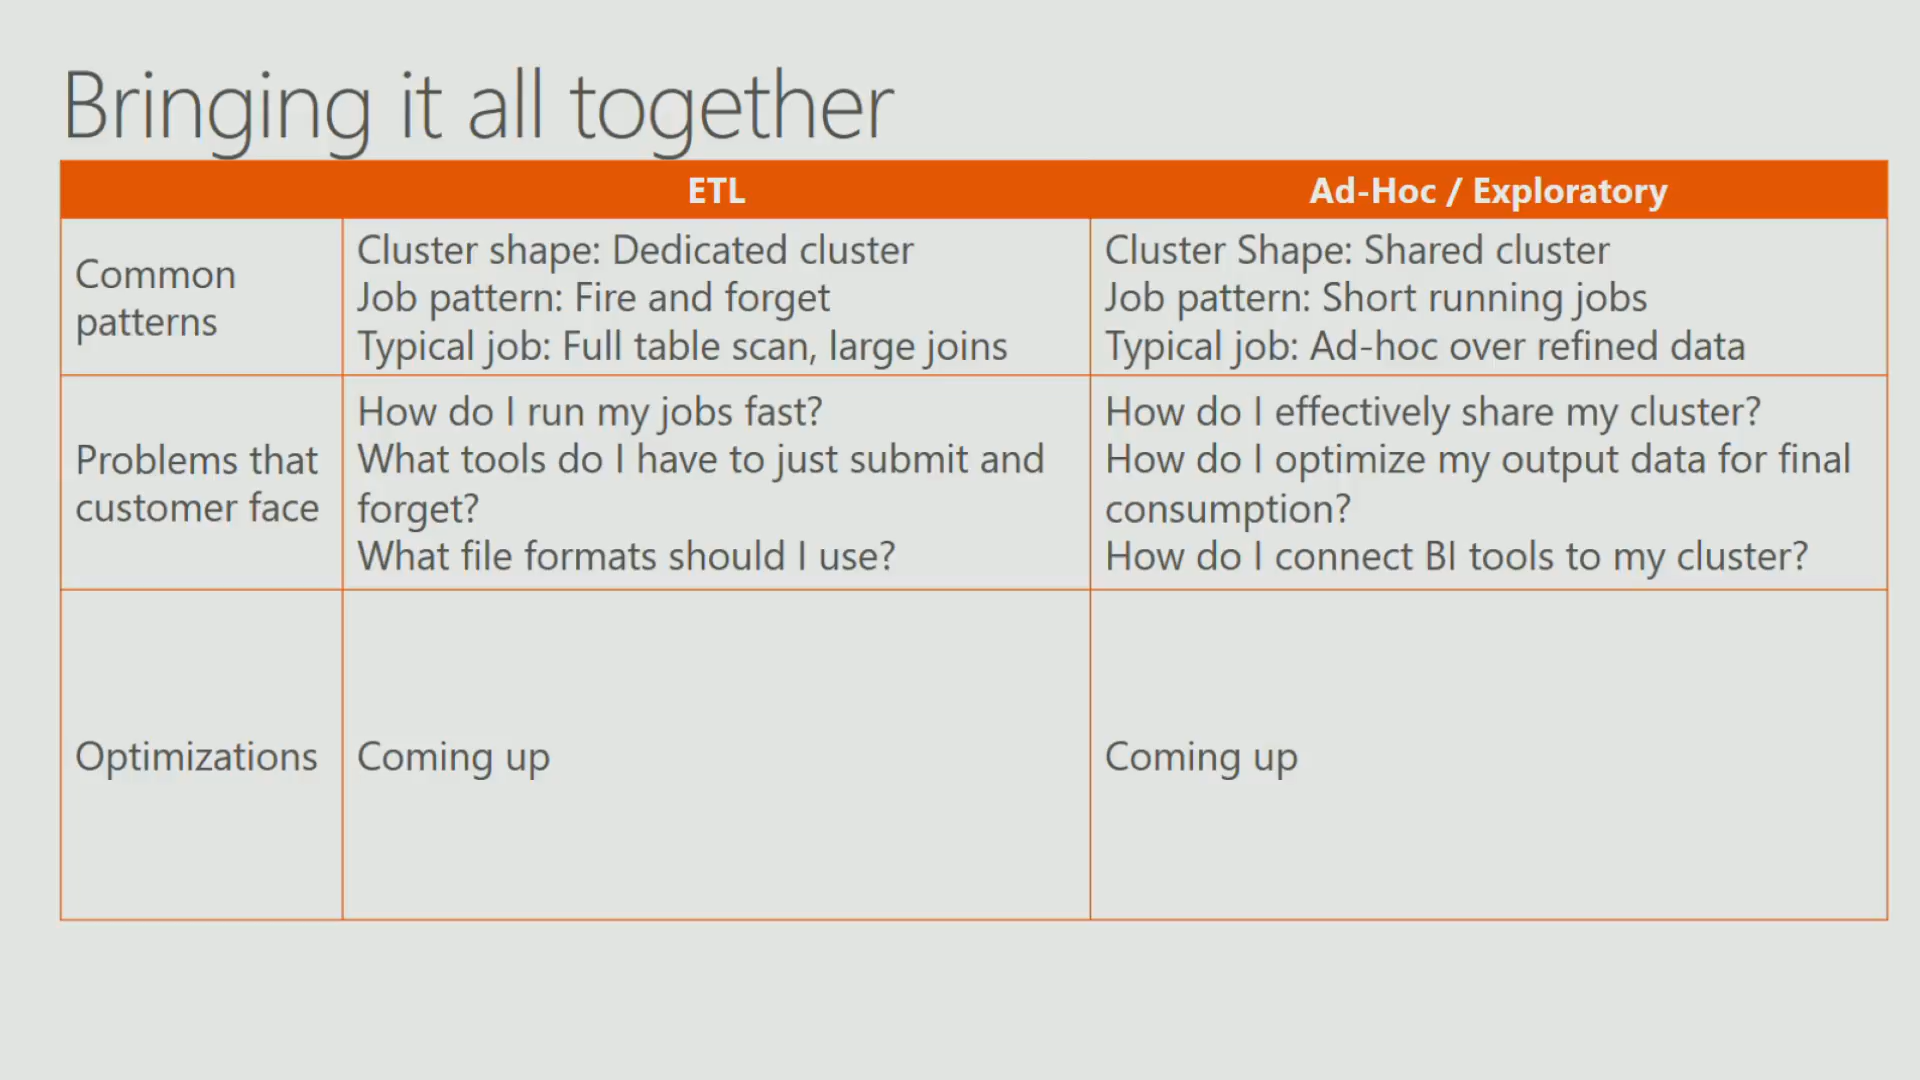 Bringing it all together
ETL
Ad-Hoc / Exploratory
Common
patterns
Cluster shape: Dedicated cluster
Job pattern: Fire and forget
Typical job: Full table scan, large joins
Cluster Shape: Shared cluster
Job pattern: Short running jobs
Typical job: Ad-hoc over refined data
Problems that
customer face
How do I run my jobs fast?
What tools do I have to just submit and
forget?
What file formats should I use?
How do I effectively share my cluster?
How do I optimize my output data for final
consumption?
How do I connect BI tools to my cluster?
Optimizations
Coming up
Coming up